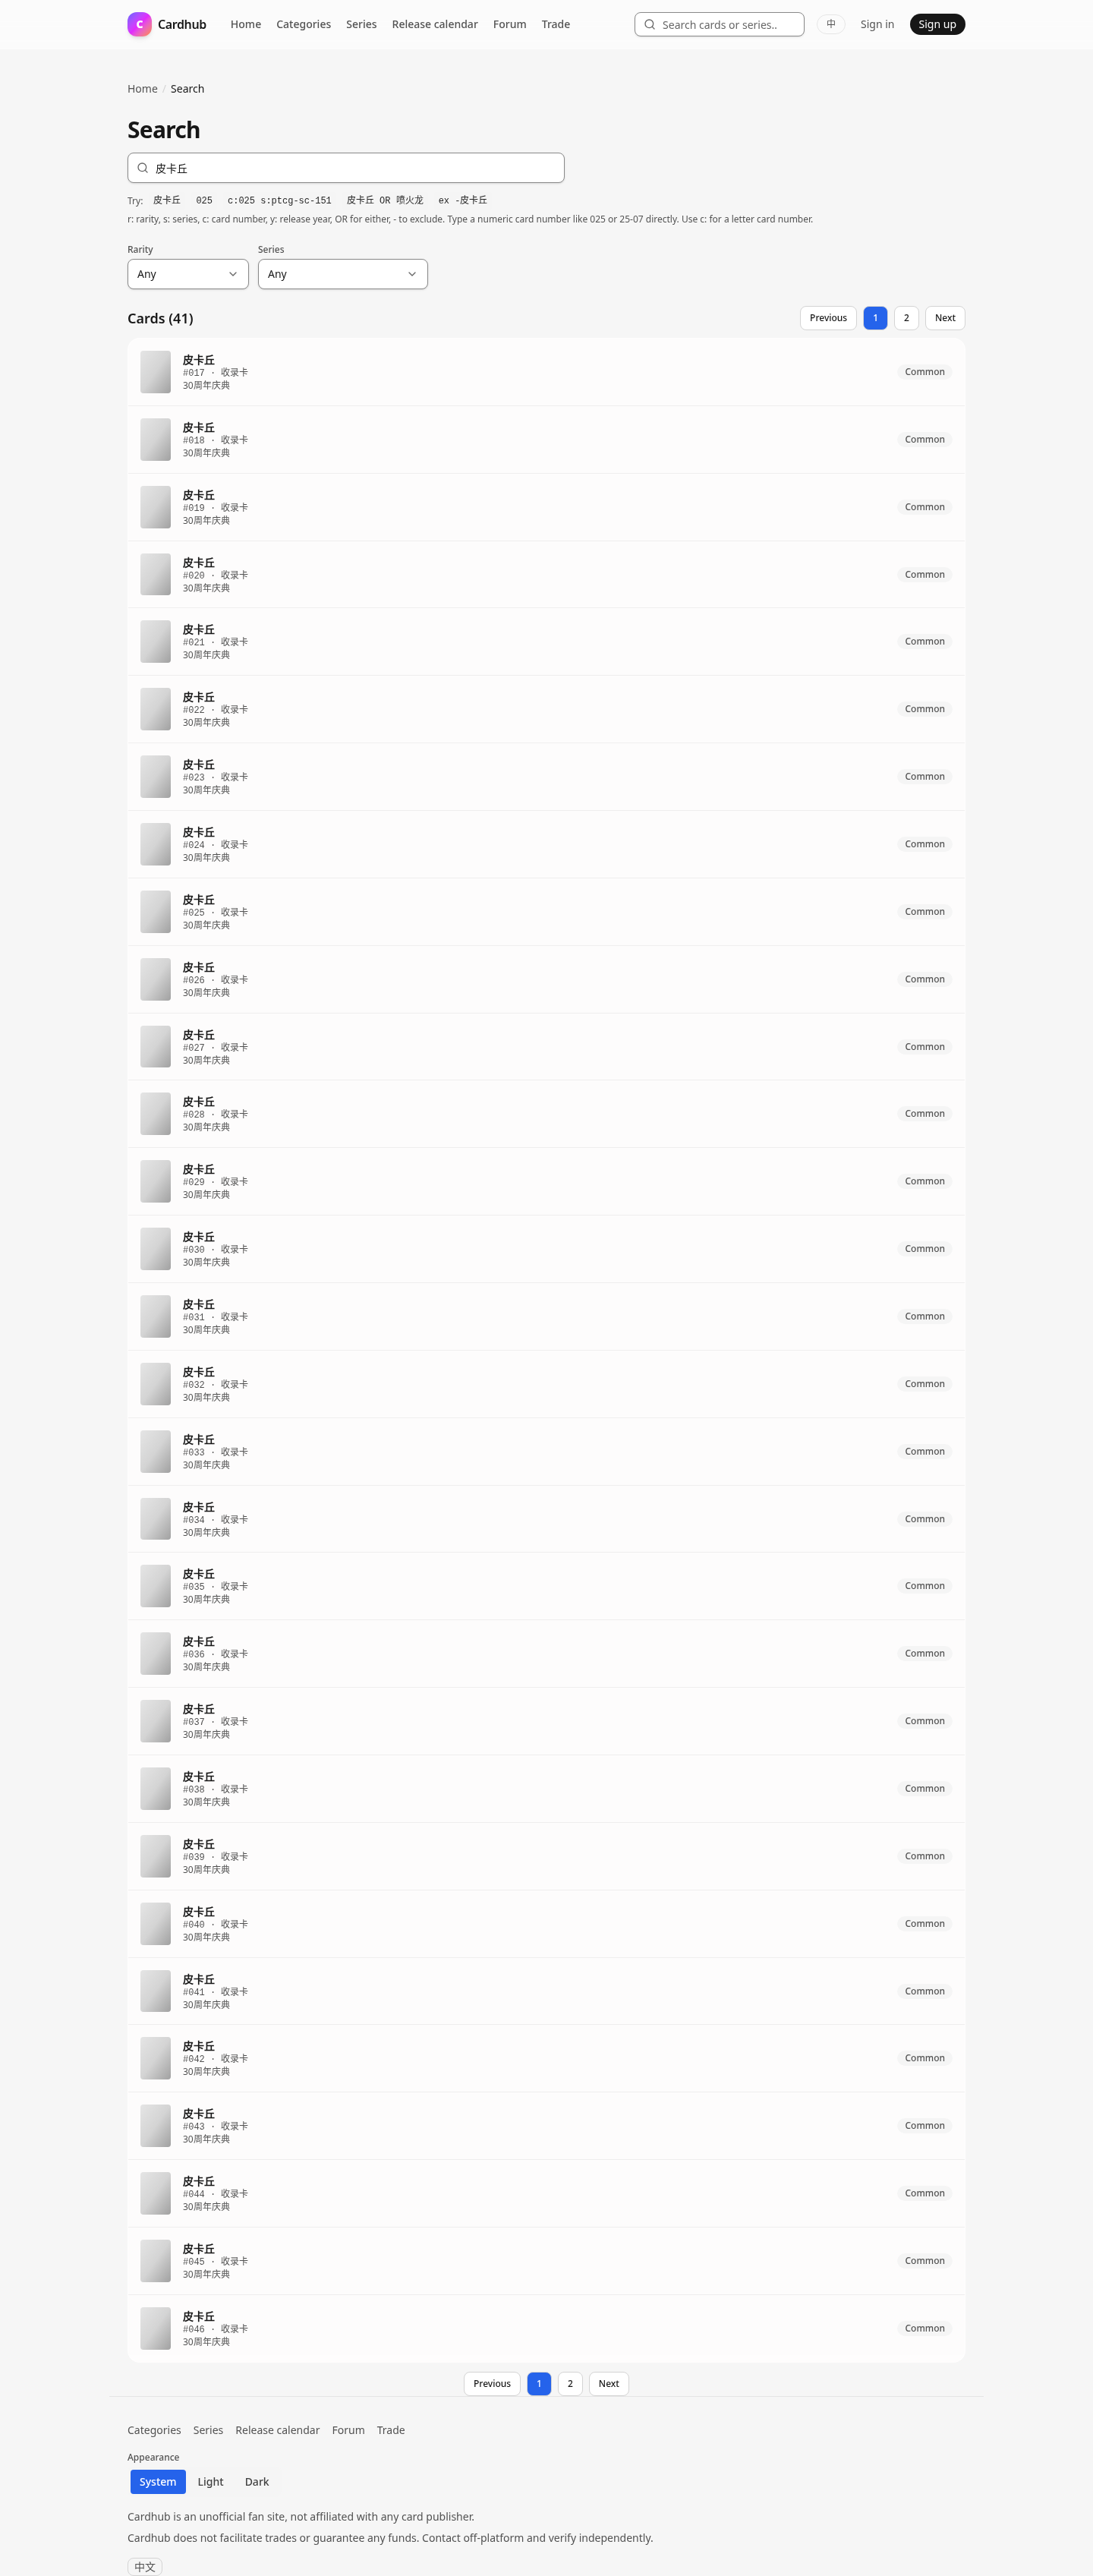 C Cardhub Home Categories Series Release calendar Forum Trade Search cards or series.. 中 Sign in Sign up
Home / Search
Search
皮卡丘
Try: 皮卡丘 025 c:025 s:ptcg-sc-151 皮卡丘 OR 喷火龙 ex -皮卡丘
r: rarity, s: series, c: card number, y: release year, OR for either, - to exclude. Type a numeric card number like 025 or 25-07 directly. Use c: for a letter card number.
Rarity Series
Any Any
Cards (41) Previous 1 2 Next
皮卡丘
#017 · 收录卡 Common
30周年庆典
皮卡丘
#018 · 收录卡 Common
30周年庆典
皮卡丘
#019 · 收录卡 Common
30周年庆典
皮卡丘
#020 · 收录卡 Common
30周年庆典
皮卡丘
#021 · 收录卡 Common
30周年庆典
皮卡丘
#022 · 收录卡 Common
30周年庆典
皮卡丘
#023 · 收录卡 Common
30周年庆典
皮卡丘
#024 · 收录卡 Common
30周年庆典
皮卡丘
#025 · 收录卡 Common
30周年庆典
皮卡丘
#026 · 收录卡 Common
30周年庆典
皮卡丘
#027 · 收录卡 Common
30周年庆典
皮卡丘
#028 · 收录卡 Common
30周年庆典
皮卡丘
#029 · 收录卡 Common
30周年庆典
皮卡丘
#030 · 收录卡 Common
30周年庆典
皮卡丘
#031 · 收录卡 Common
30周年庆典
皮卡丘
#032 · 收录卡 Common
30周年庆典
皮卡丘
#033 · 收录卡 Common
30周年庆典
皮卡丘
#034 · 收录卡 Common
30周年庆典
皮卡丘
#035 · 收录卡 Common
30周年庆典
皮卡丘
#036 · 收录卡 Common
30周年庆典
皮卡丘
#037 · 收录卡 Common
30周年庆典
皮卡丘
#038 · 收录卡 Common
30周年庆典
皮卡丘
#039 · 收录卡 Common
30周年庆典
皮卡丘
#040 · 收录卡 Common
30周年庆典
皮卡丘
#041 · 收录卡 Common
30周年庆典
皮卡丘
#042 · 收录卡 Common
30周年庆典
皮卡丘
#043 · 收录卡 Common
30周年庆典
皮卡丘
#044 · 收录卡 Common
30周年庆典
皮卡丘
#045 · 收录卡 Common
30周年庆典
皮卡丘
#046 · 收录卡 Common
30周年庆典
Previous 1 2 Next
Categories Series Release calendar Forum Trade
Appearance
System Light Dark
Cardhub is an unofficial fan site, not affiliated with any card publisher.
Cardhub does not facilitate trades or guarantee any funds. Contact off-platform and verify independently.
中文